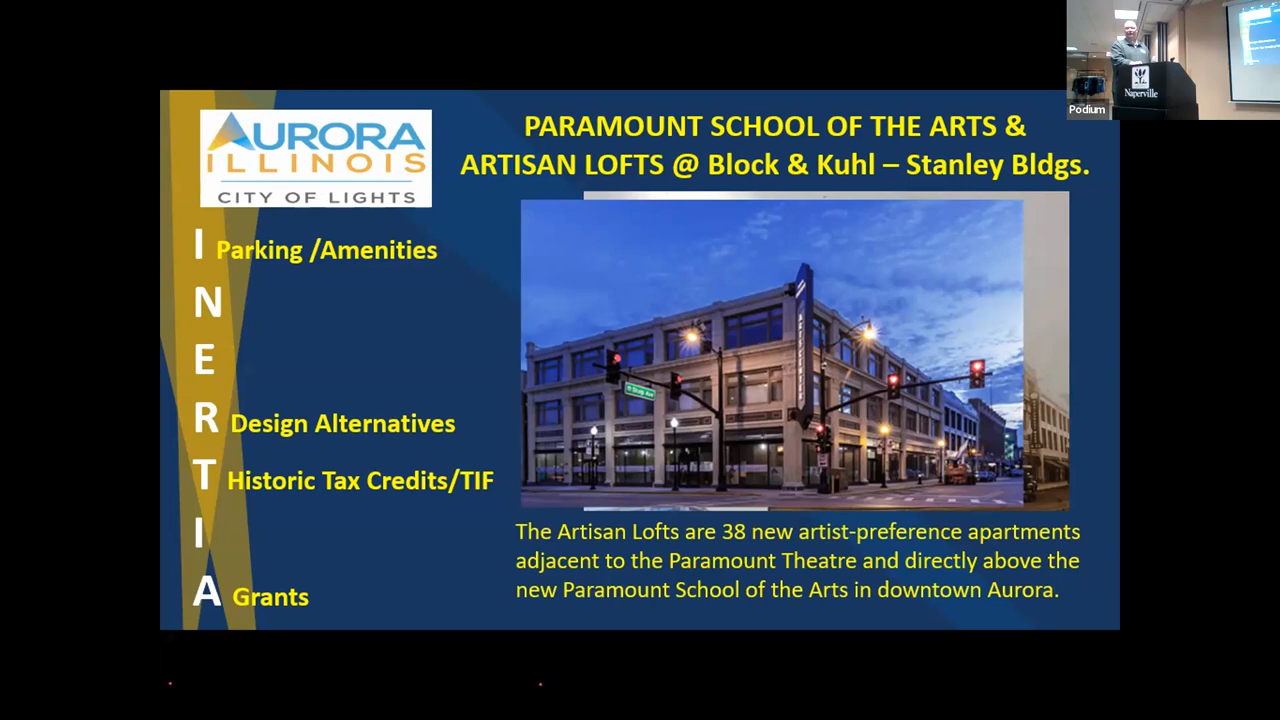 AURORA
ILLINOIS
CITY OF LIGHTS
PARAMOUNT SCHOOL OF THE ARTS &
ARTISAN LOFTS @ Block & Kuhl – Stanley Bldgs.
I Parking /Amenities
N
E
R Design Alternatives
T Historic Tax Credits/TIF
I
A Grants
The Artisan Lofts are 38 new artist-preference apartments
adjacent to the Paramount Theatre and directly above the
new Paramount School of the Arts in downtown Aurora.
Naperville
Podium